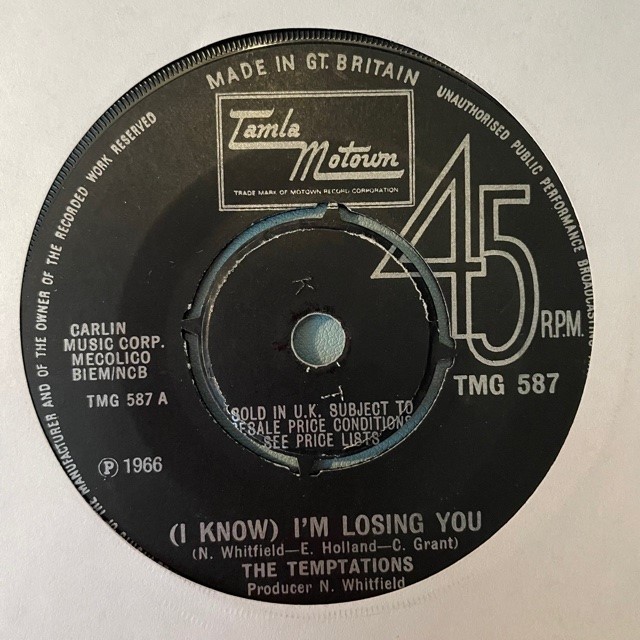 MADE IN GT. BRITAIN
UNAUTHORISED PUBLIC PERFORMANCE BROADCASTING
OF THE MANUFACTURER AND OF THE OWNER OF THE RECORDED WORK RESERVED
Tamla
Motown
TRADE MARK OF MOTOWN RECORD CORPORATION
45
R.P.M.
TMG 587
CARLIN
MUSIC CORP.
MECOLICO
BIEM/NCB
TMG 587 A
℗ 1966
K
T
SOLD IN U.K. SUBJECT TO
RESALE PRICE CONDITIONS
SEE PRICE LISTS
(I KNOW) I'M LOSING YOU
(N. Whitfield—E. Holland—C. Grant)
THE TEMPTATIONS
Producer N. Whitfield